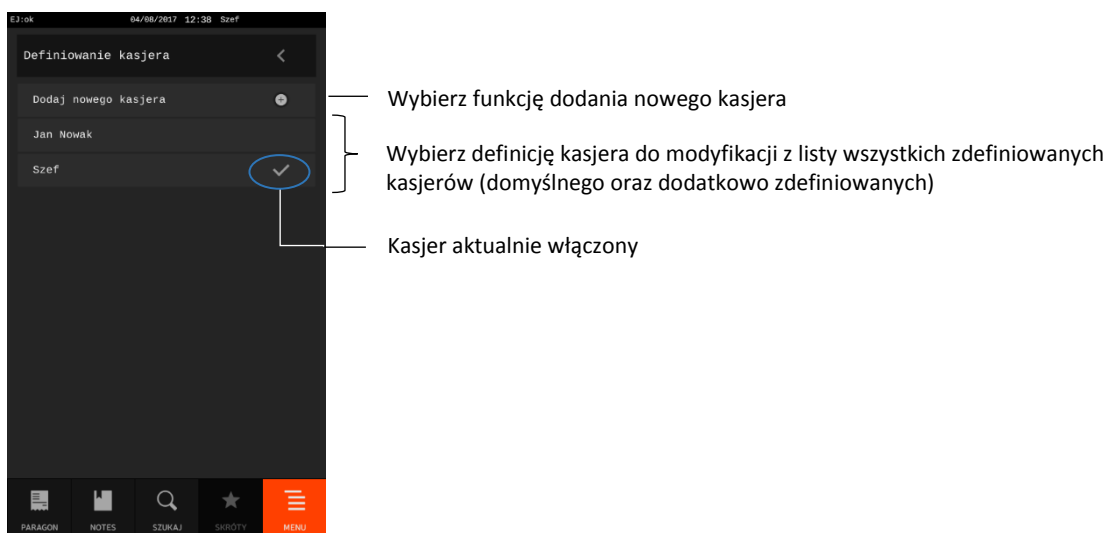 EJ:ok 04/08/2017 12:38 Szef
Definiowanie kasjera
Dodaj nowego kasjera
Jan Nowak
Szef
Wybierz funkcję dodania nowego kasjera
Wybierz definicję kasjera do modyfikacji z listy wszystkich zdefiniowanych
kasjerów (domyślnego oraz dodatkowo zdefiniowanych)
Kasjer aktualnie włączony
PARAGON NOTES SZUKAJ SKRÓTY MENU